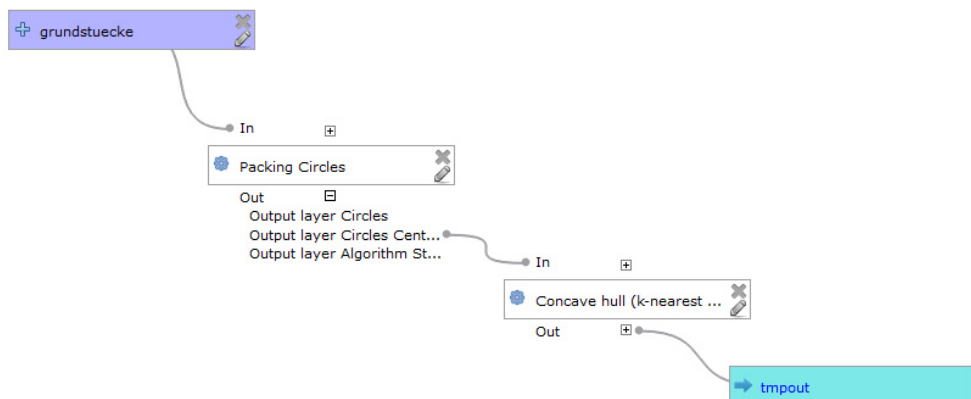 grundstuecke
In
Packing Circles
Out
Output layer Circles
Output layer Circles Cent...
Output layer Algorithm St...
In
Concave hull (k-nearest ...
Out
tmpout